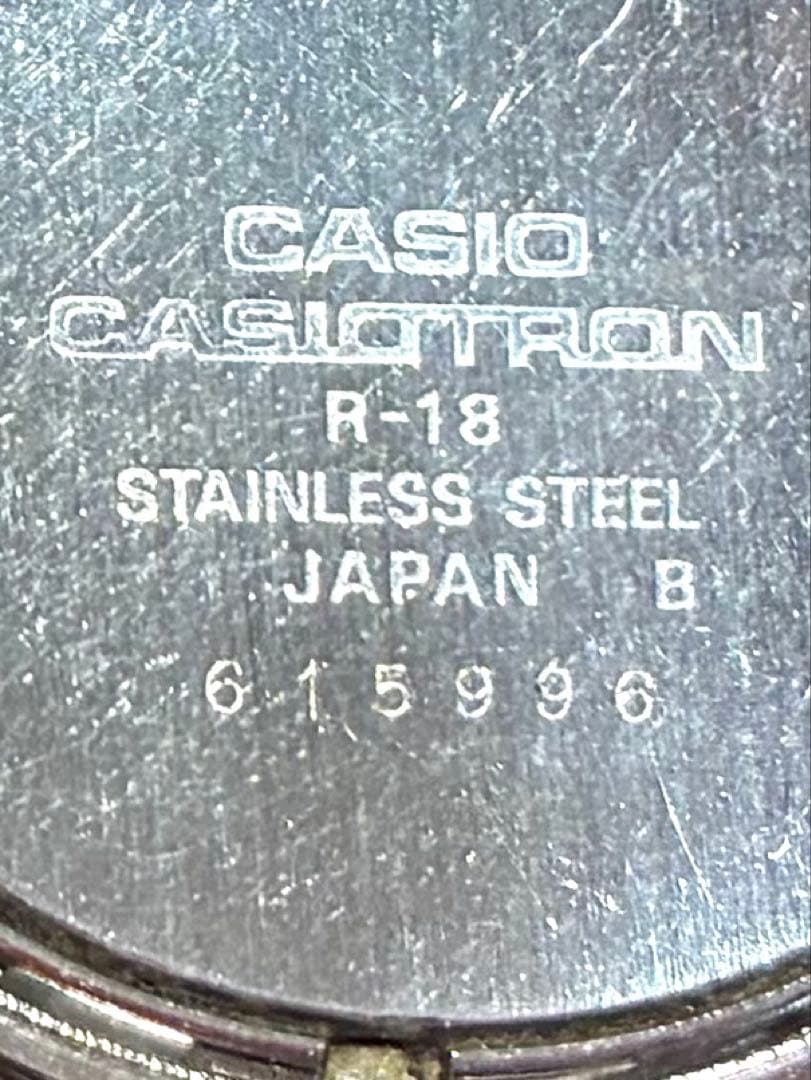 CASIO
CASIOTRON
R-18
STAINLESS STEEL
JAPAN B
615996